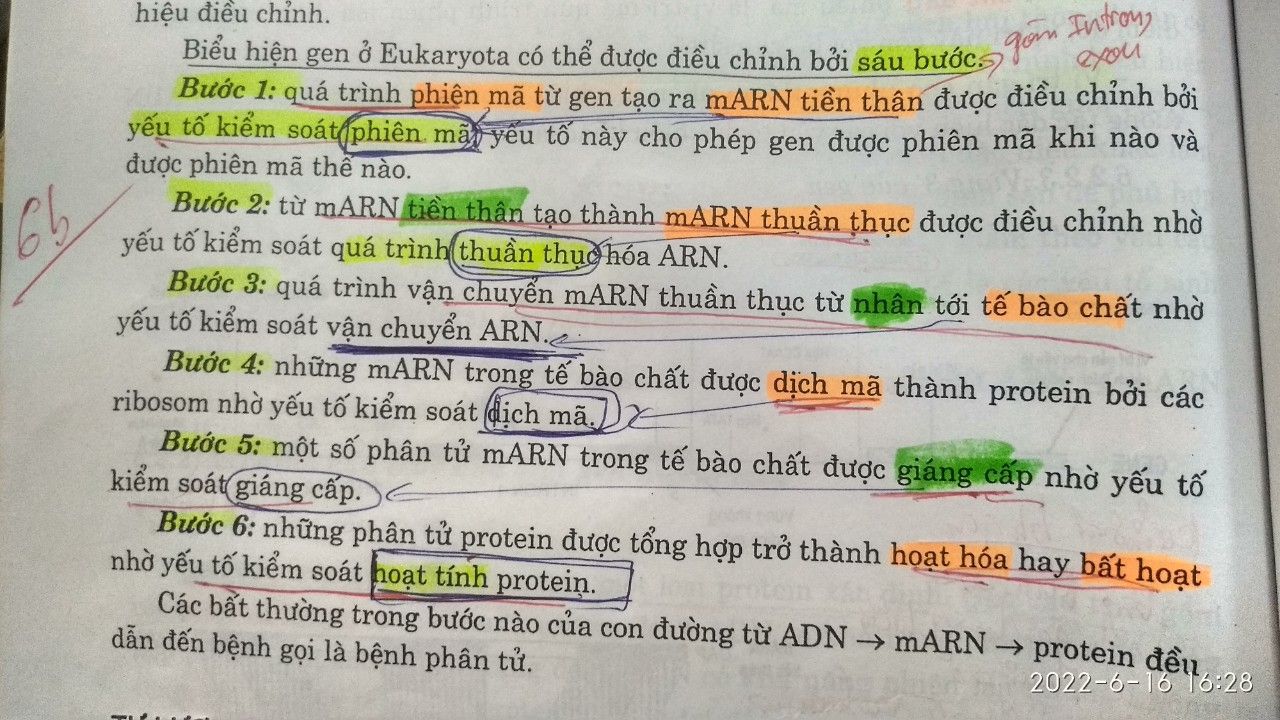 hiệu điều chỉnh.
Biểu hiện gen ở Eukaryota có thể được điều chỉnh bởi sáu bước.
gồm Intron,
exon
Bước 1: quá trình phiên mã từ gen tạo ra mARN tiền thân được điều chỉnh bởi
yếu tố kiểm soát phiên mã, yếu tố này cho phép gen được phiên mã khi nào và
được phiên mã thế nào.
6b
Bước 2: từ mARN tiền thân tạo thành mARN thuần thục được điều chỉnh nhờ
yếu tố kiểm soát quá trình thuần thục hóa ARN.
Bước 3: quá trình vận chuyển mARN thuần thục từ nhân tới tế bào chất nhờ
yếu tố kiểm soát vận chuyển ARN.
Bước 4: những mARN trong tế bào chất được dịch mã thành protein bởi các
ribosom nhờ yếu tố kiểm soát dịch mã.
Bước 5: một số phân tử mARN trong tế bào chất được giáng cấp nhờ yếu tố
kiểm soát giáng cấp.
Bước 6: những phân tử protein được tổng hợp trở thành hoạt hóa hay bất hoạt
nhờ yếu tố kiểm soát hoạt tính protein.
Các bất thường trong bước nào của con đường từ ADN → mARN → protein đều
dẫn đến bệnh gọi là bệnh phân tử.
2022-6-16 16:28